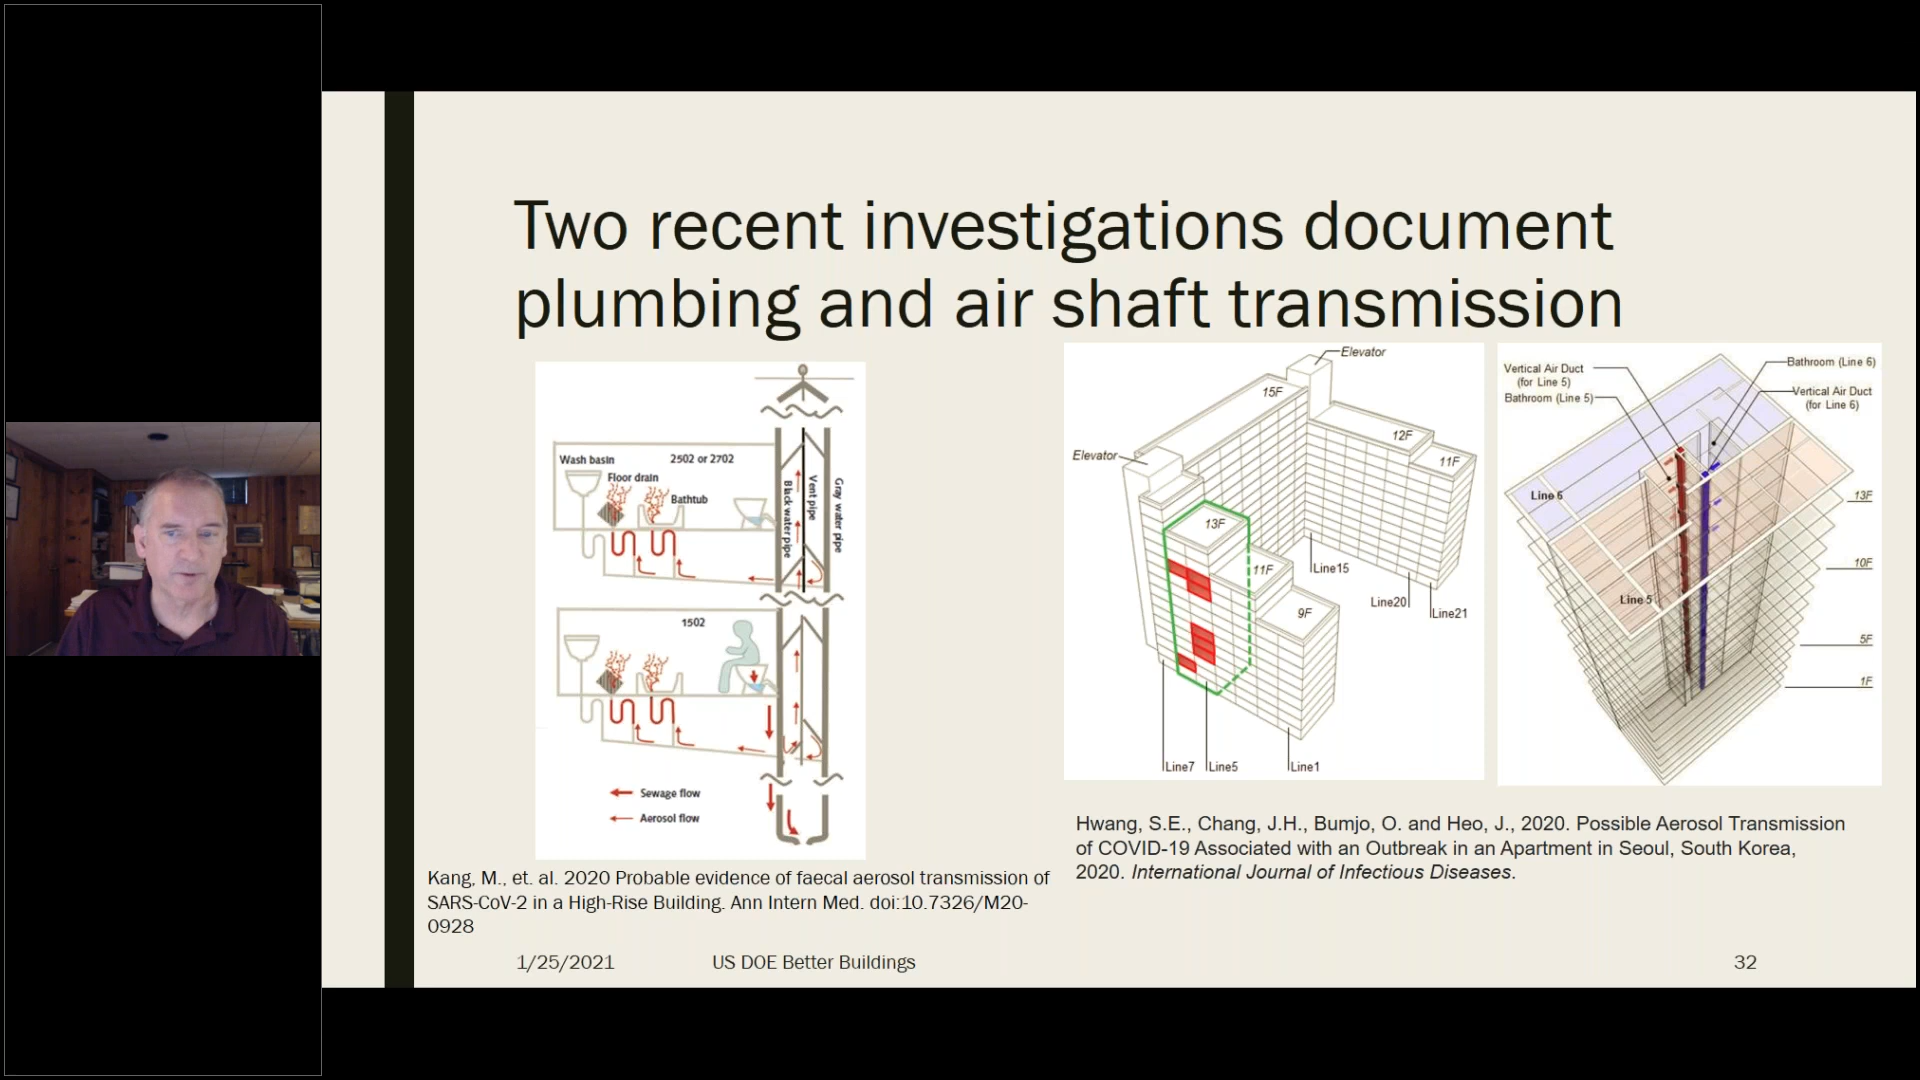 Two recent investigations document
plumbing and air shaft transmission
Wash basin
2502 or 2702
Floor drain
Bathtub
Black water pipe
Vent pipe
Gray water pipe
1502
Sewage flow
Aerosol flow
Kang, M., et. al. 2020 Probable evidence of faecal aerosol transmission of
SARS-CoV-2 in a High-Rise Building. Ann Intern Med. doi:10.7326/M20-
0928
Elevator
15F
12F
11F
Elevator
13F
11F
9F
Line15
Line20
Line21
Line7
Line5
Line1
Vertical Air Duct
(for Line 5)
Bathroom (Line 5)
Bathroom (Line 6)
Vertical Air Duct
(for Line 6)
Line 6
Line 5
13F
10F
5F
1F
Hwang, S.E., Chang, J.H., Bumjo, O. and Heo, J., 2020. Possible Aerosol Transmission
of COVID-19 Associated with an Outbreak in an Apartment in Seoul, South Korea,
2020. International Journal of Infectious Diseases.
1/25/2021
US DOE Better Buildings
32